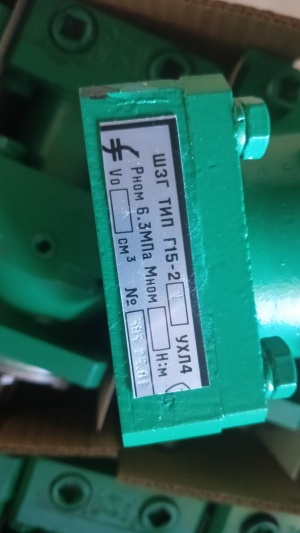 ШЗГ ТИП Г15-2 УХЛ4
Рном 6.3МПа Мном Н:м
Vo см³ №